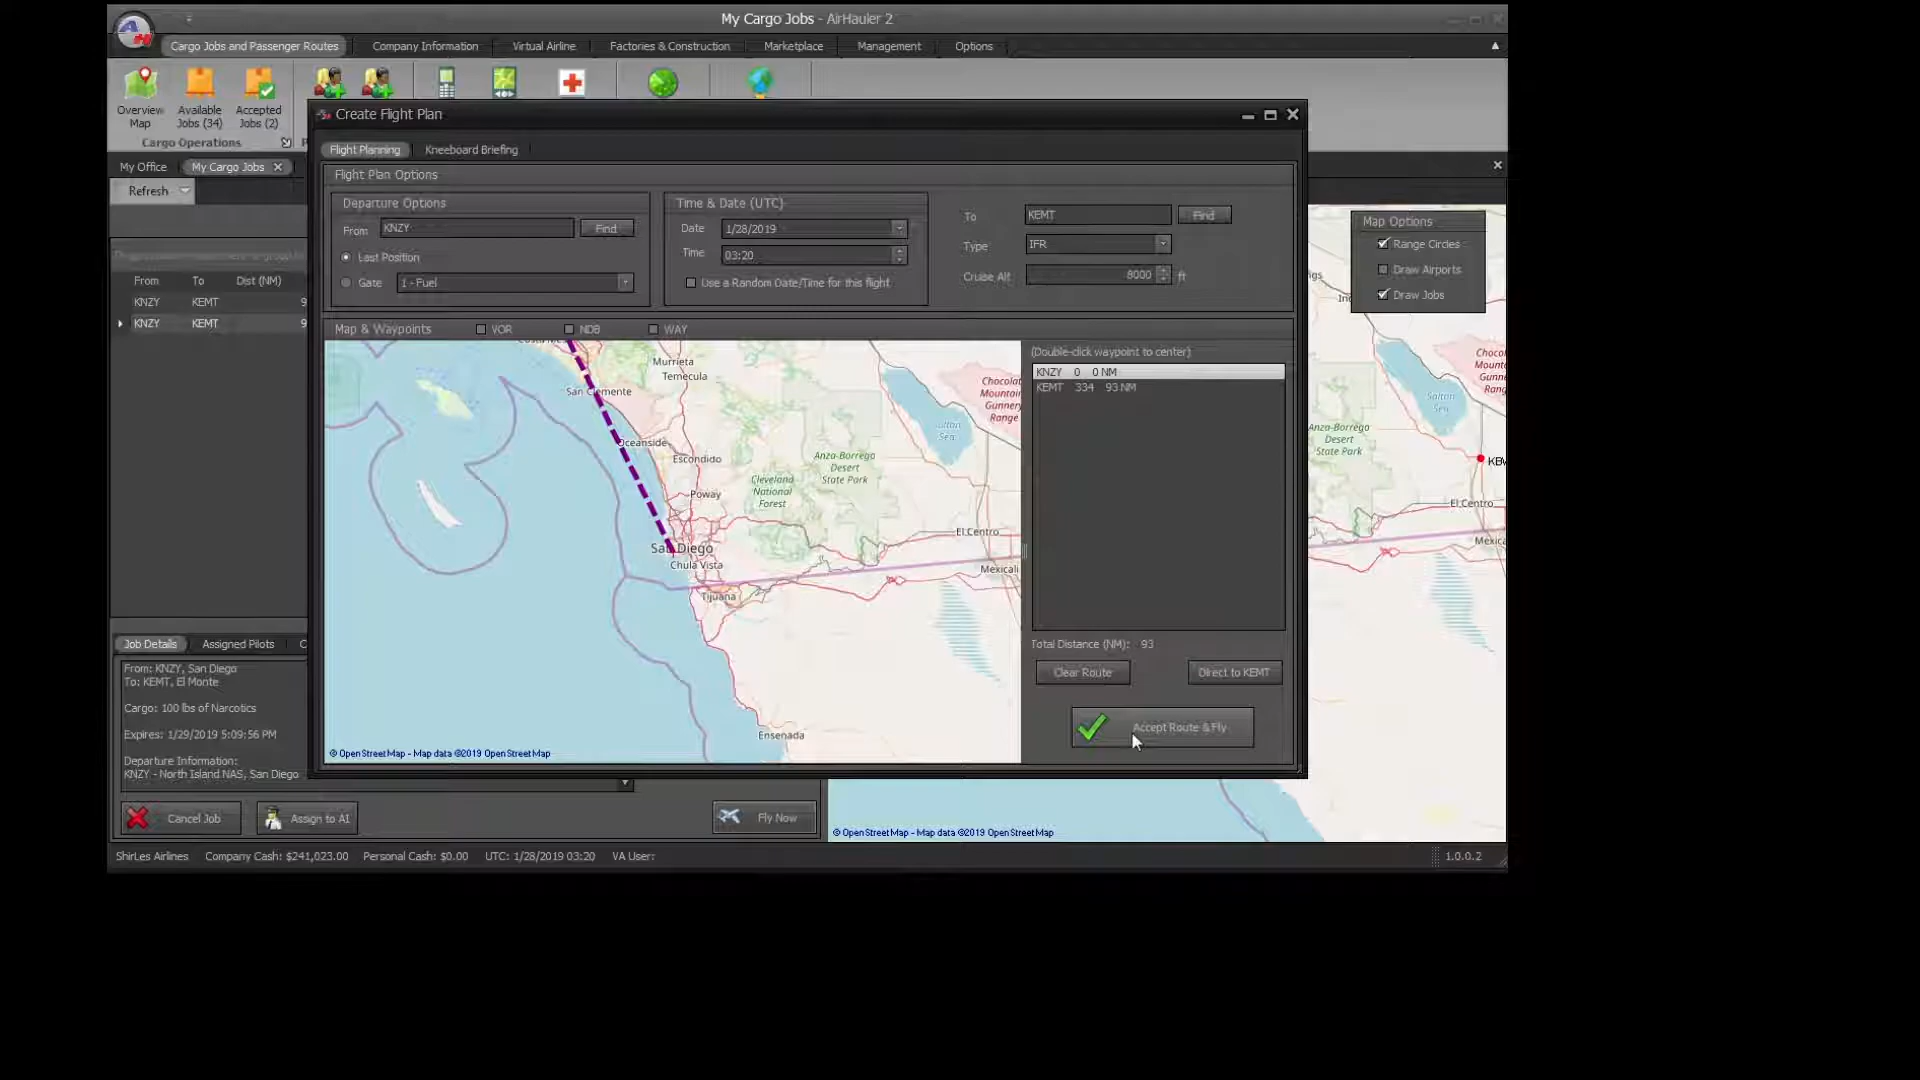 My Cargo Jobs - AirHauler 2
Cargo Jobs and Passenger Routes
Company Information
Virtual Airline
Factories & Construction
Marketplace
Management
Options
Overview Map
Available Jobs (34)
Accepted Jobs (2)
Cargo Operations
Create Flight Plan
Flight Planning
Kneeboard Briefing
My Office
My Cargo Jobs
Refresh
Flight Plan Options
Departure Options
From KNZY Find
Last Position
Gate 1 - Fuel
Time & Date (UTC)
Date 1/28/2019
Time 03:20
Use a Random Date/Time for this flight
To KEMT Find
Type IFR
Cruise Alt 8000 ft
Map Options
Range Circles
Draw Airports
Draw Jobs
From To Dist (NM)
KNZY KEMT 9
KNZY KEMT 9
Map & Waypoints VOR NDB WAY
Murrieta
Temecula
San Clemente
Oceanside
Escondido
Poway
San Diego
Chula Vista
Tijuana
Ensenada
Cleveland National Forest
Anza-Borrego Desert State Park
El Centro
Mexicali
© OpenStreetMap - Map data ©2019 OpenStreetMap
(Double-click waypoint to center)
KNZY 0 0 NM
KEMT 334 93 NM
Total Distance (NM): 93
Clear Route
Direct to KEMT
Accept Route & Fly
Salton Sea
Anza-Borrego Desert State Park
El Centro
Job Details
Assigned Pilots
From: KNZY, San Diego
To: KEMT, El Monte
Cargo: 100 lbs of Narcotics
Expires: 1/29/2019 5:09:56 PM
Departure Information:
KNZY - North Island NAS, San Diego
Cancel Job
Assign to AI
Fly Now
© OpenStreetMap - Map data ©2019 OpenStreetMap
ShirLes Airlines Company Cash: $241,023.00 Personal Cash: $0.00 UTC: 1/28/2019 03:20 VA User:
1.0.0.2